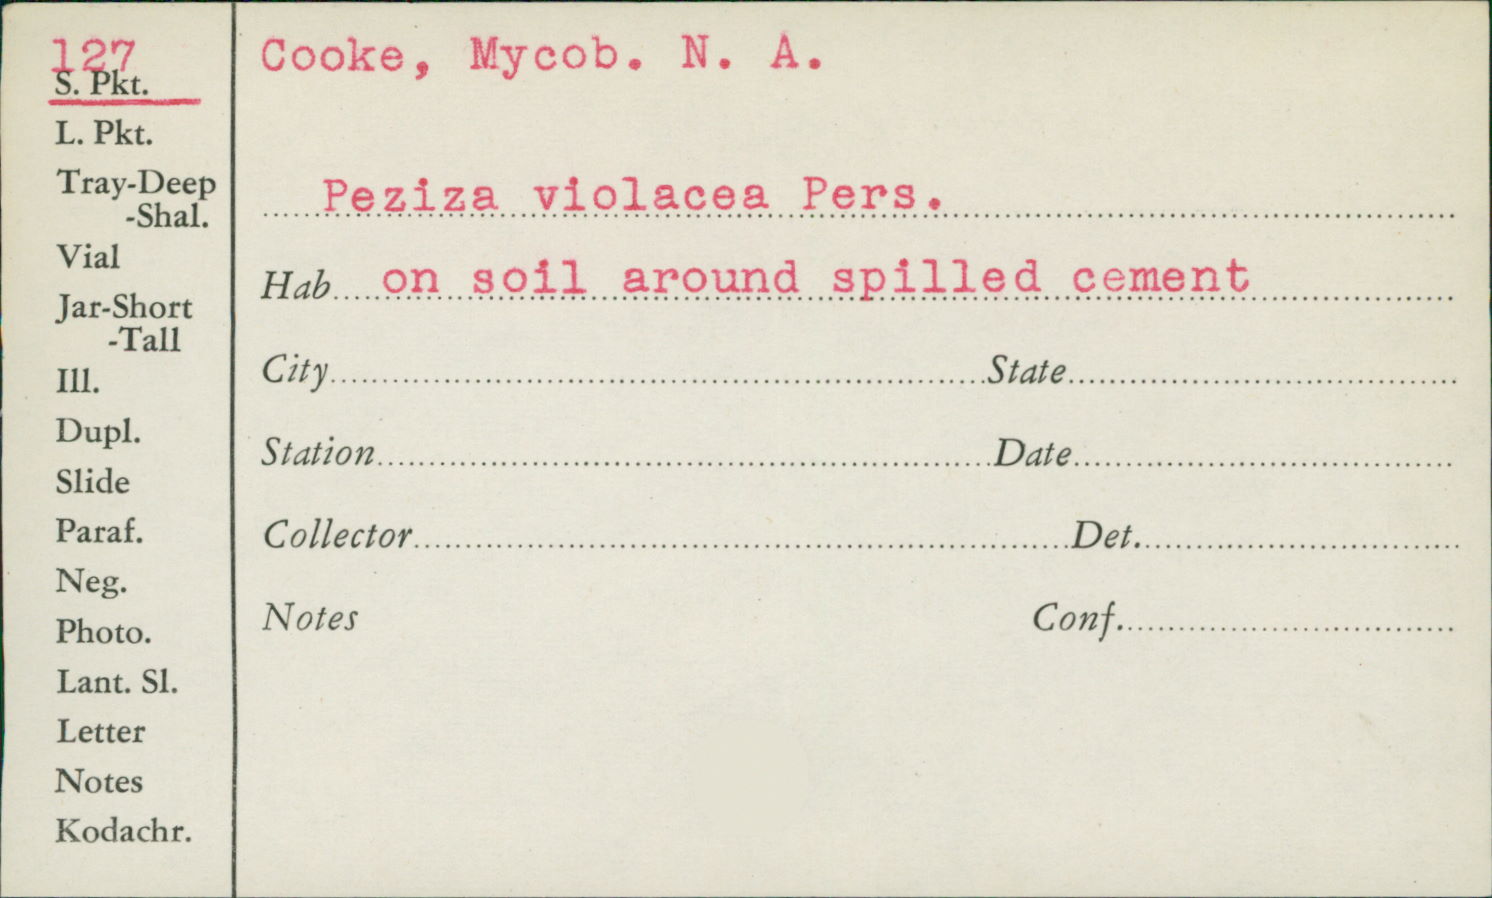 127
S. Pkt.
L. Pkt.
Tray-Deep
-Shal.
Vial
Jar-Short
-Tall
Ill.
Dupl.
Slide
Paraf.
Neg.
Photo.
Lant. Sl.
Letter
Notes
Kodachr.
Cooke, Mycob. N. A.
Peziza violacea Pers.
Hab. on soil around spilled cement
City State
Station Date
Collector Det.
Notes Conf.